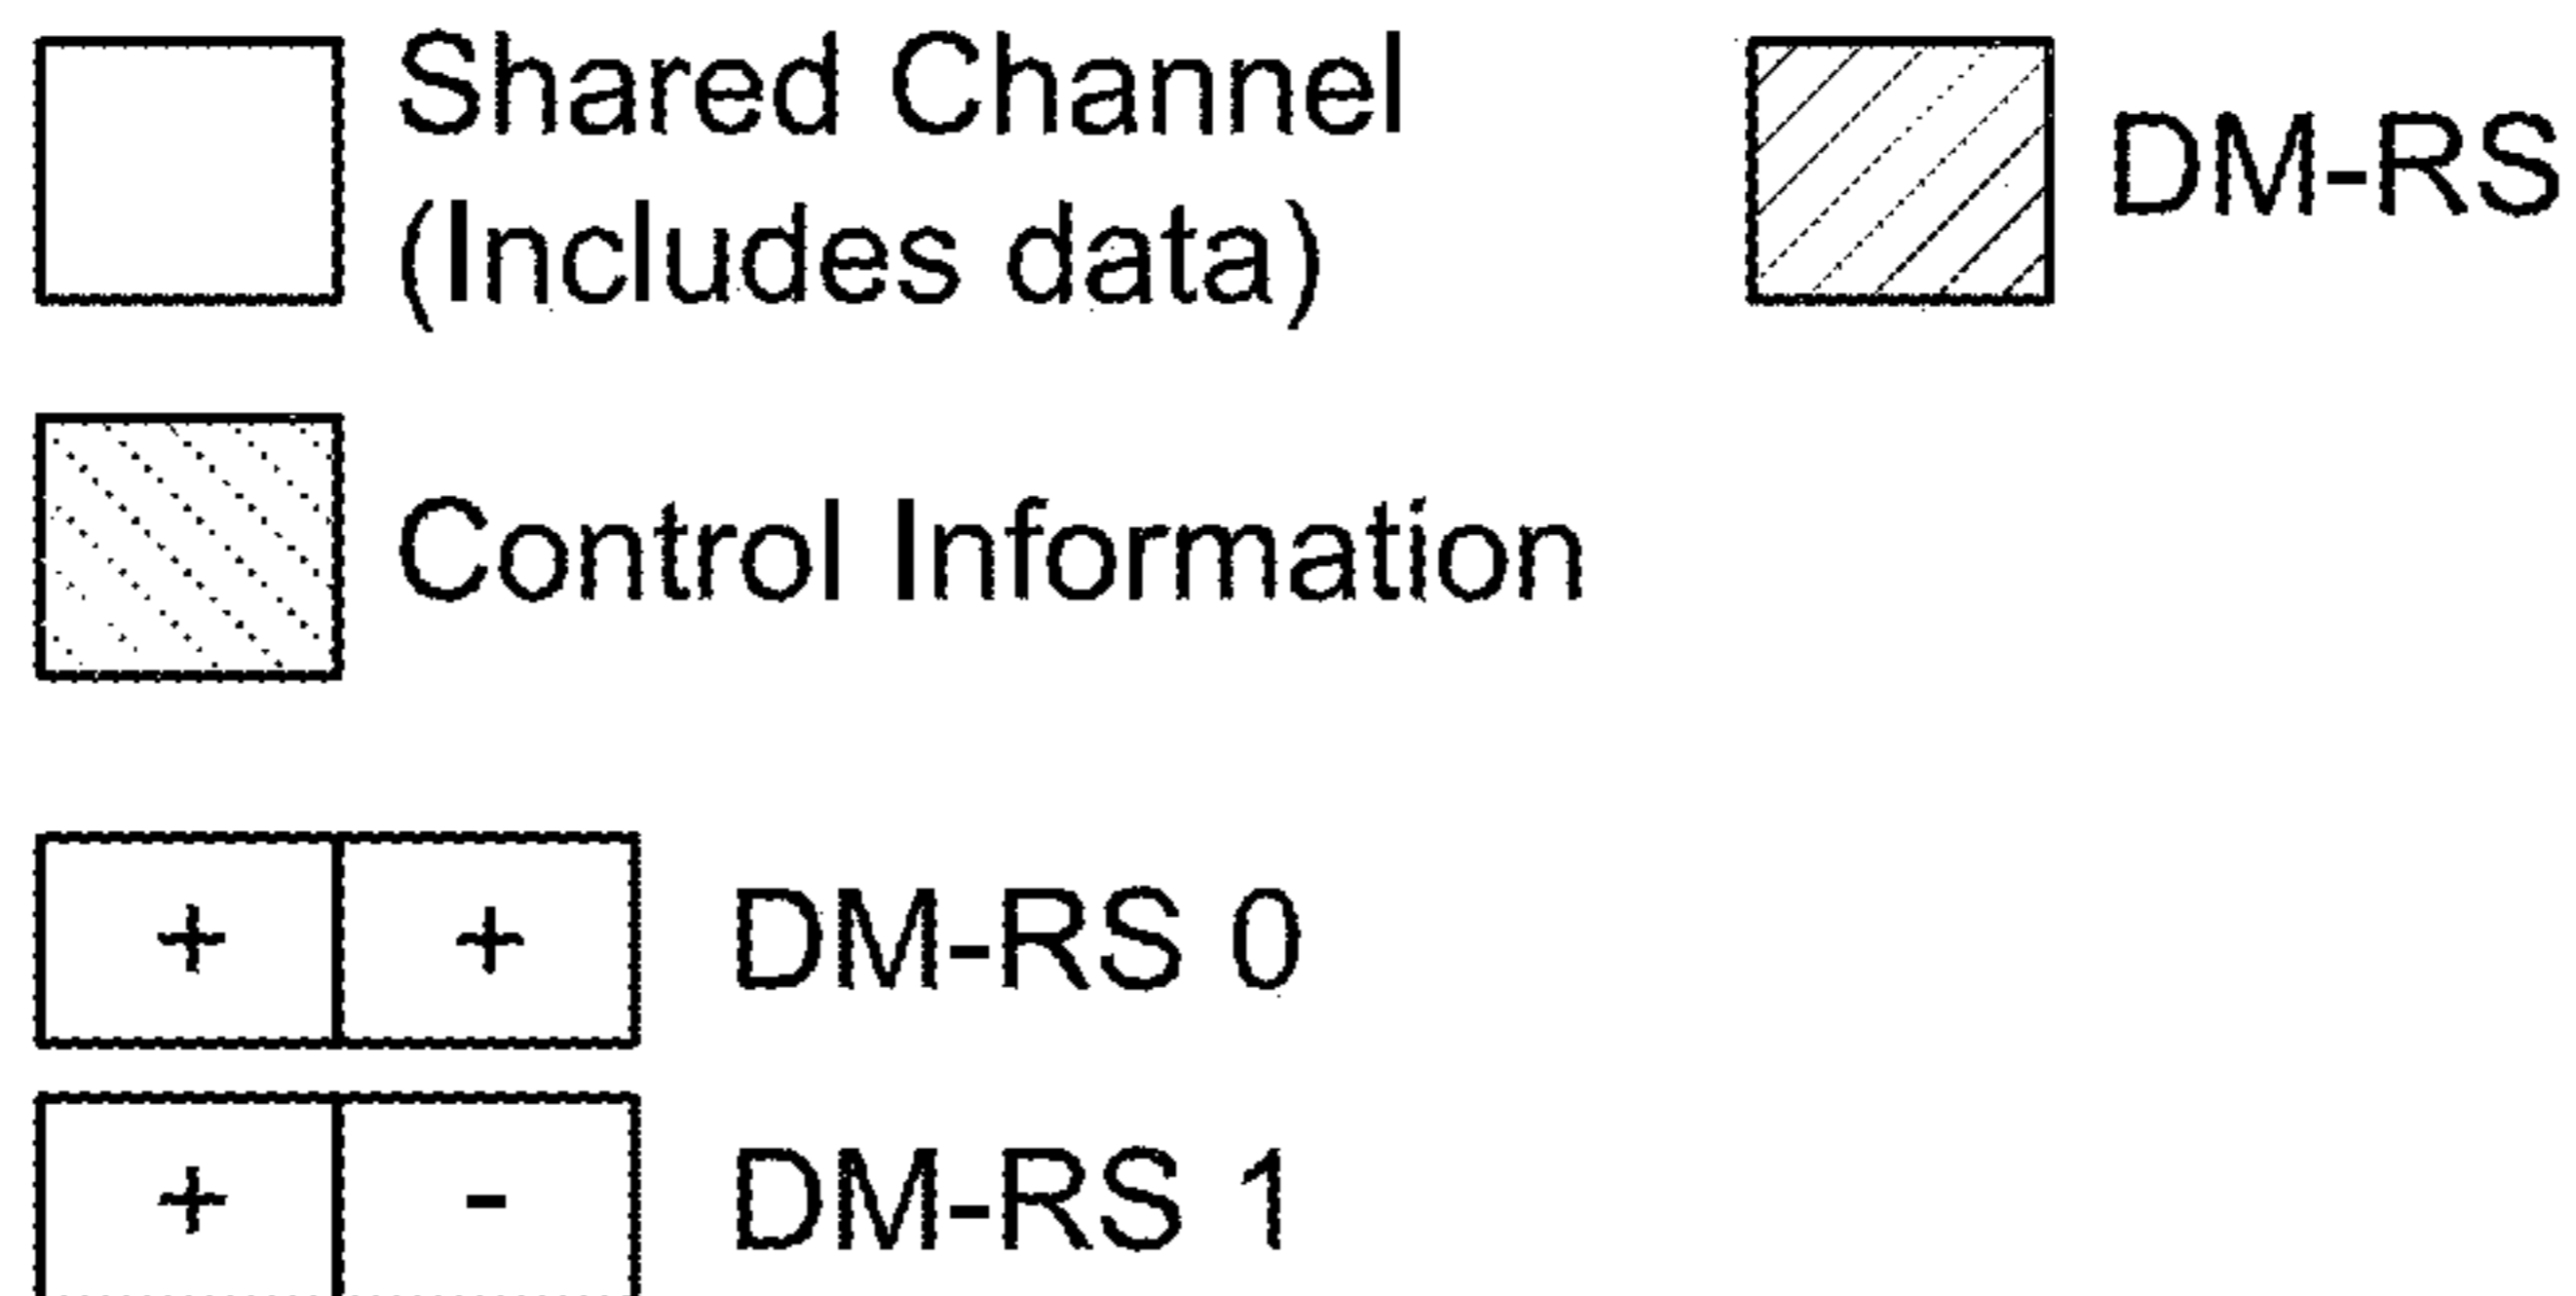 Shared Channel
(Includes data)
DM-RS
Control Information
+ + DM-RS 0
+ - DM-RS 1